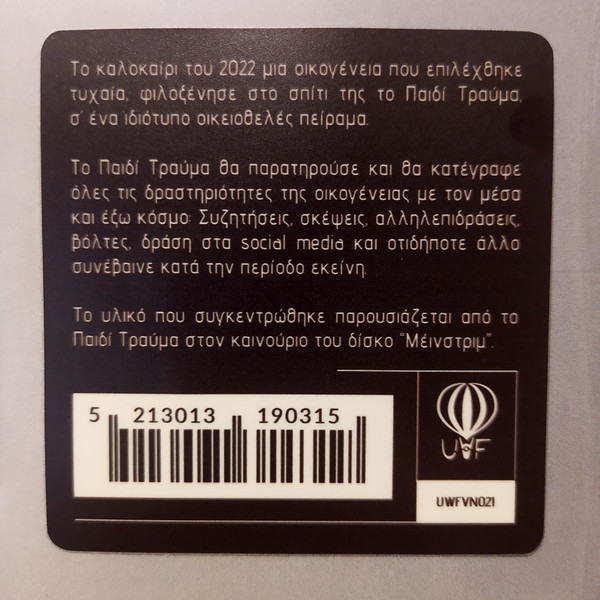 Το καλοκαίρι του 2022 μια οικογένεια που επιλέχθηκε
τυχαία, φιλοξένησε στο σπίτι της το Παιδί Τραύμα,
σ' ένα ιδιότυπο οικειοθελές πείραμα.
Το Παιδί Τραύμα θα παρατηρούσε και θα κατέγραφε
όλες τις δραστηριότητες της οικογένειας με τον μέσα
και έξω κόσμο: Συζητήσεις, σκέψεις, αλληλεπιδράσεις,
βόλτες, δράση στα social media και οτιδήποτε άλλο
συνέβαινε κατά την περίοδο εκείνη.
Το υλικό που συγκεντρώθηκε παρουσιάζεται από το
Παιδί Τραύμα στον καινούριο του δίσκο "Μέινστριμ".
5 213013 190315
UWF
UWFVN021